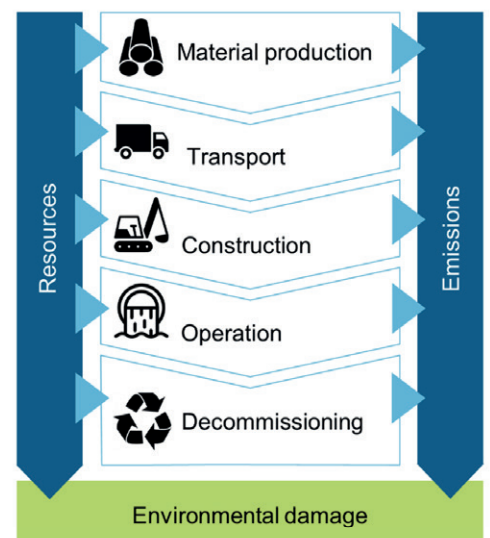 Resources
Material production
Transport
Construction
Operation
Decommissioning
Emissions
Environmental damage